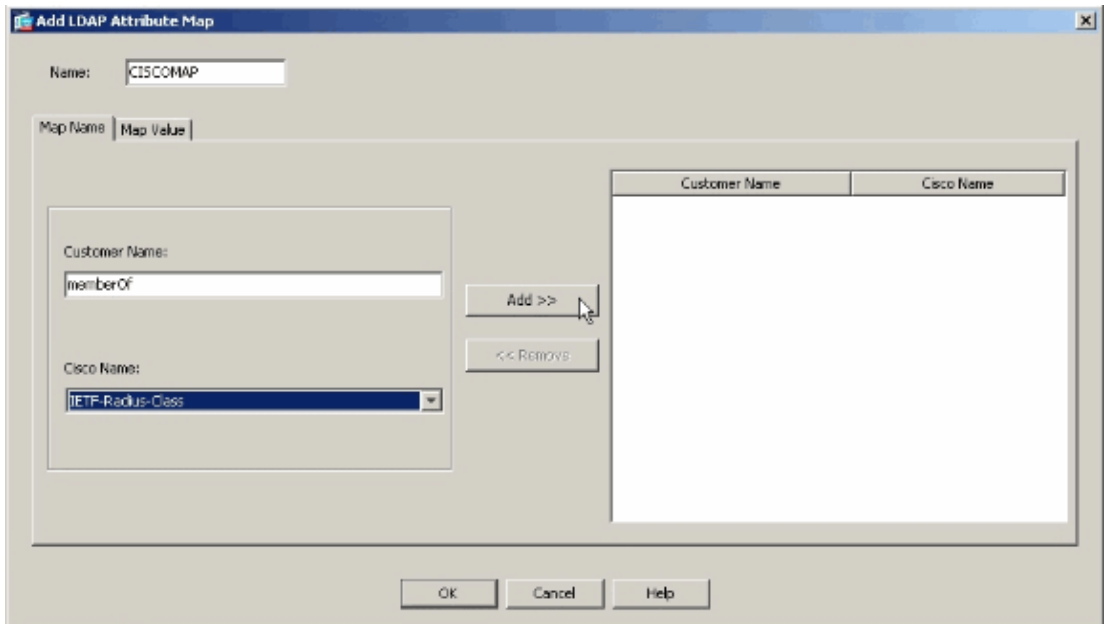 Add LDAP Attribute Map
Name: CISCOMAP
Map Name Map Value
Customer Name Cisco Name
Customer Name:
memberOf
Add >>
<< Remove
Cisco Name:
IETF-Radius-Class
OK Cancel Help